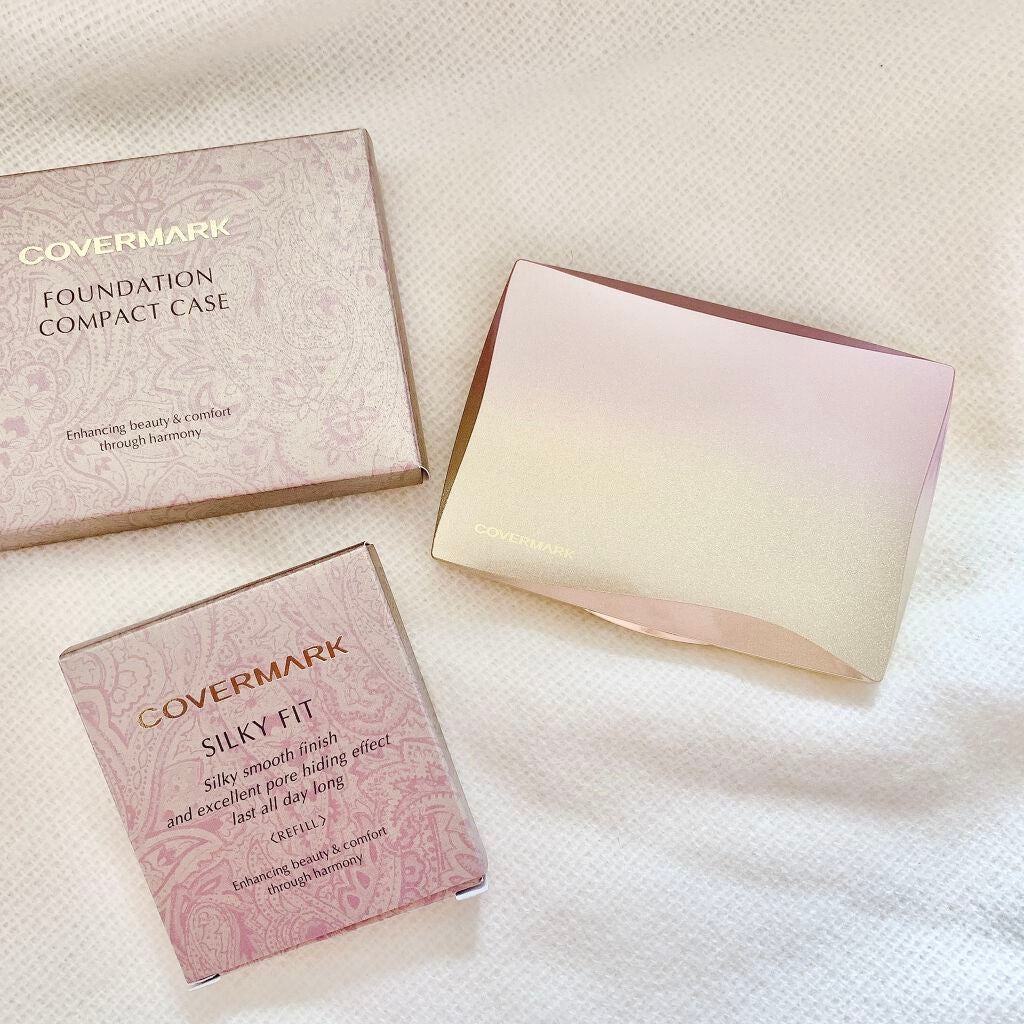 COVERMARK
FOUNDATION
COMPACT CASE
Enhancing beauty & comfort
through harmony
COVERMARK
COVERMARK
SILKY FIT
Silky smooth finish
and excellent pore hiding effect
last all day long
〈REFILL〉
Enhancing beauty & comfort
through harmony